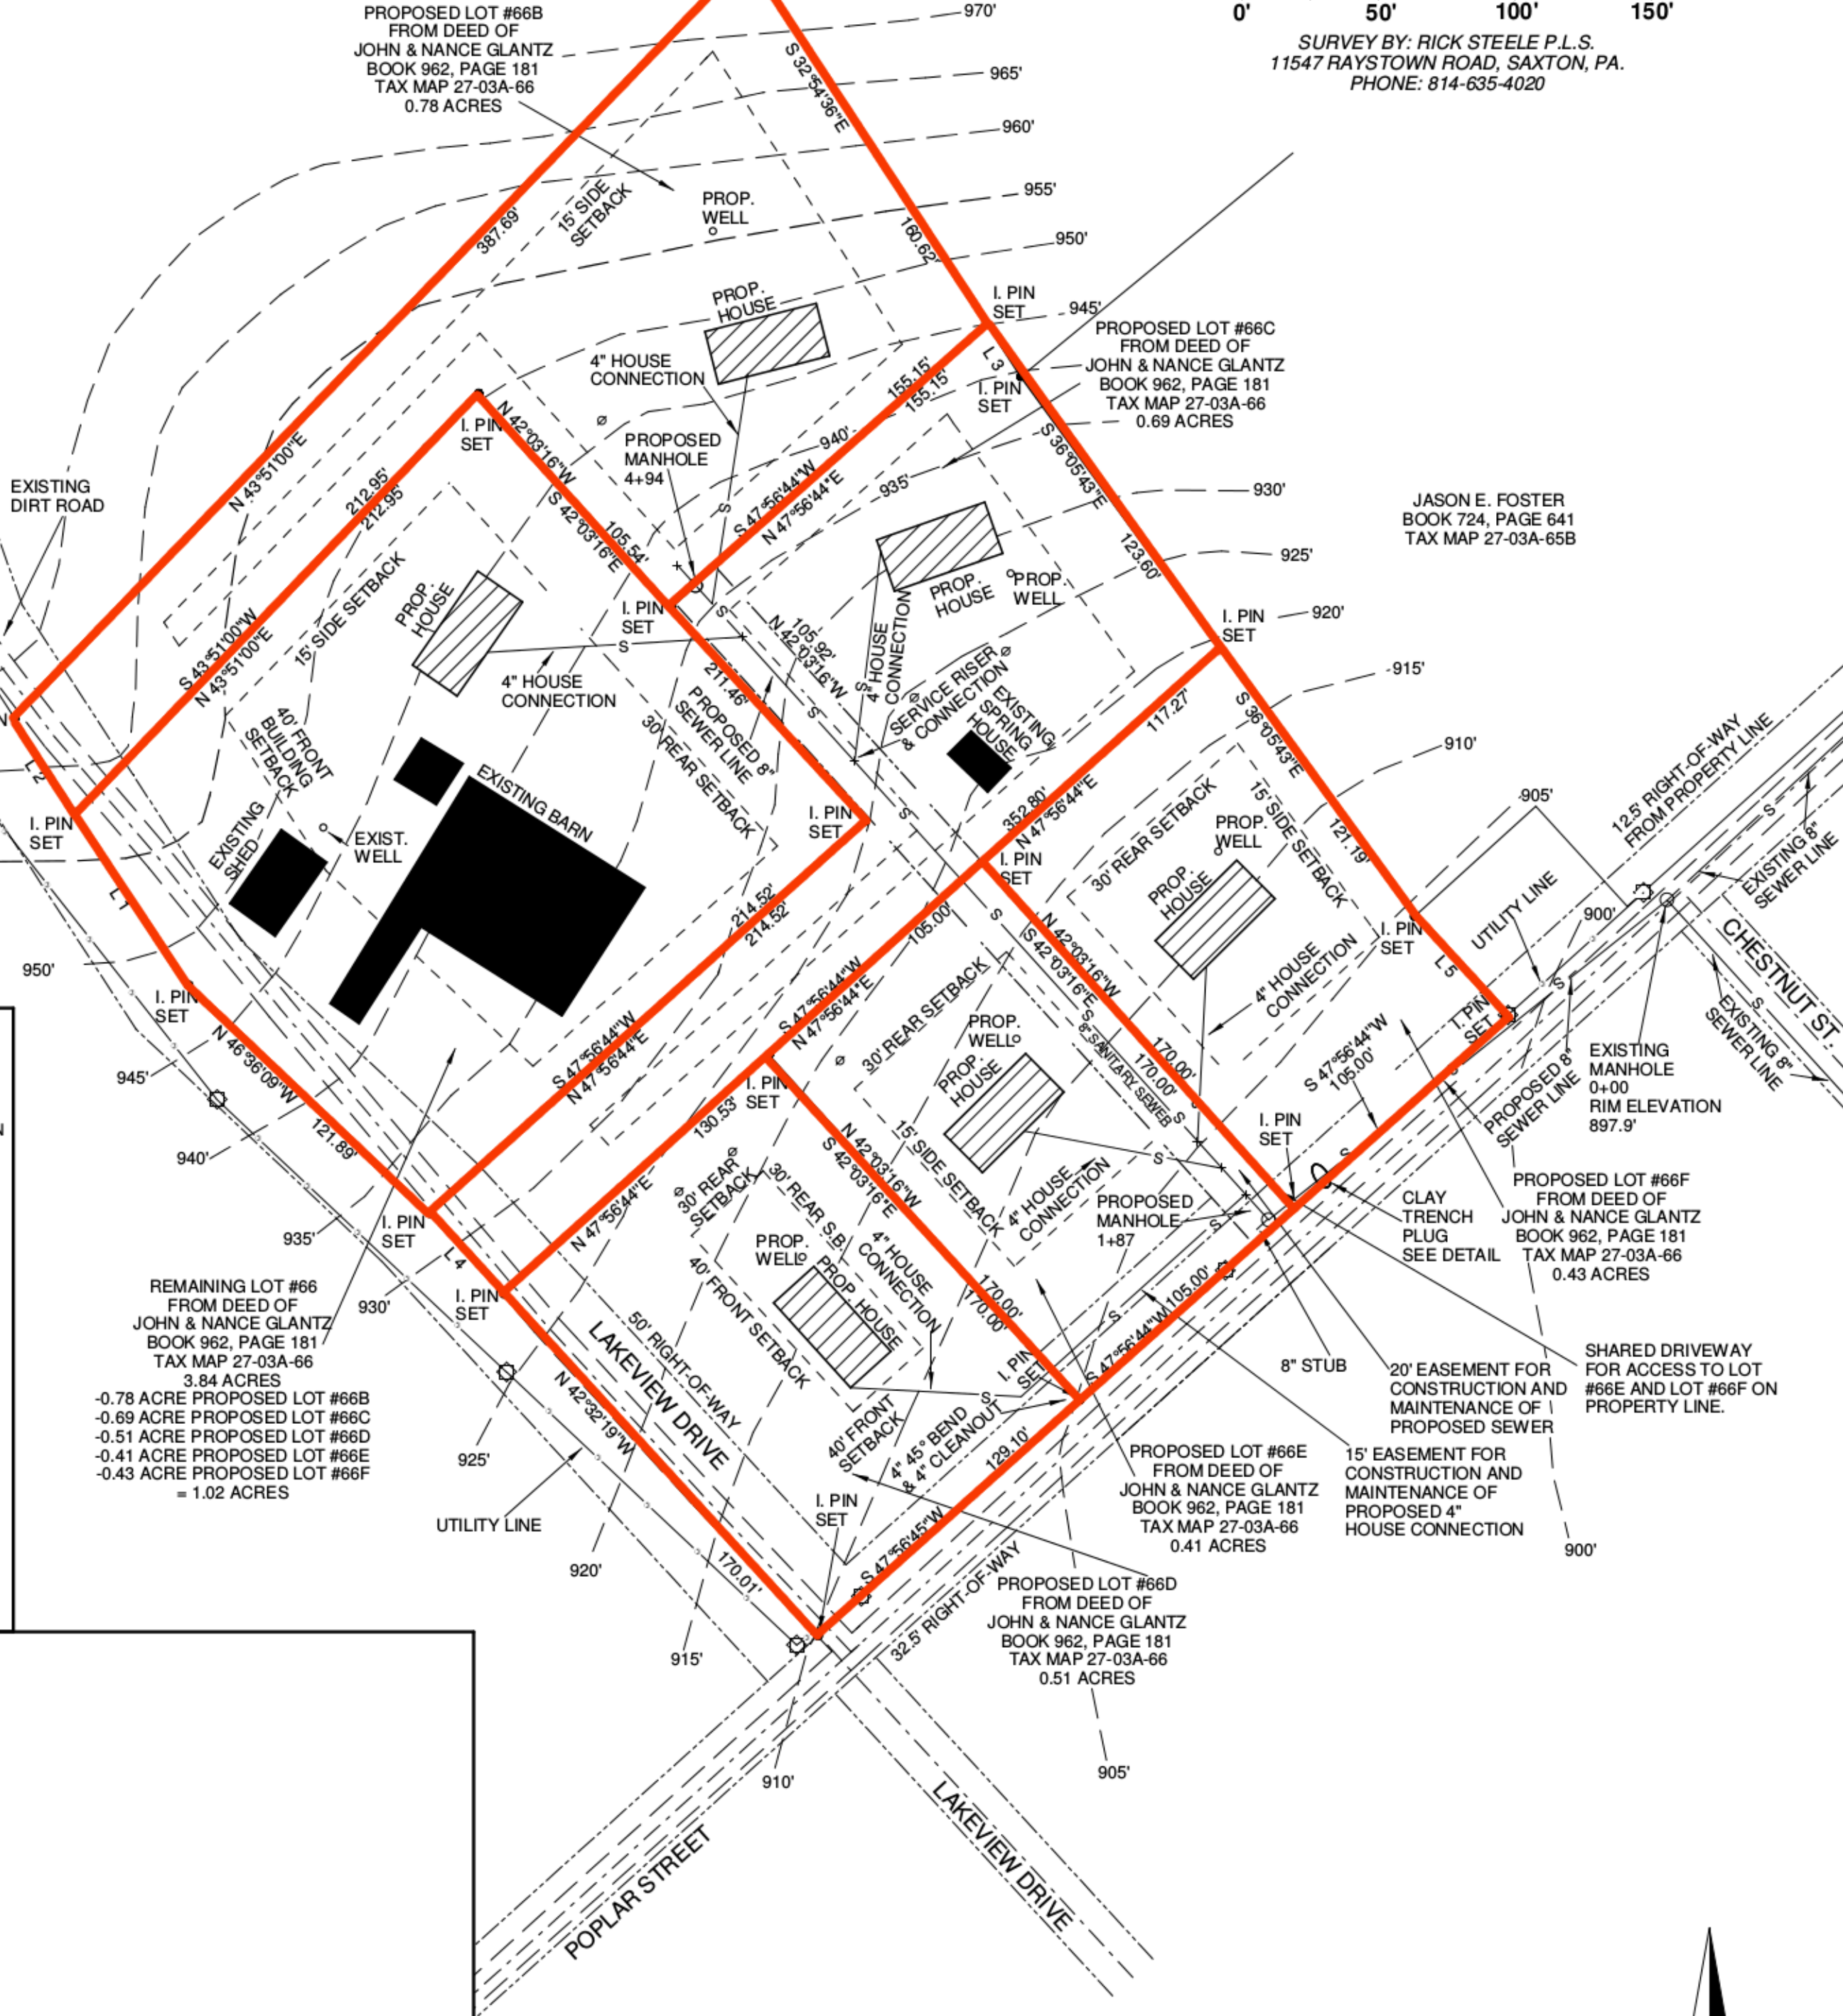 PROPOSED LOT #66B
FROM DEED OF
JOHN & NANCE GLANTZ
BOOK 962, PAGE 181
TAX MAP 27-03A-66
0.78 ACRES
970'
965'
960'
955'
950'
945'
0' 50' 100' 150'
SURVEY BY: RICK STEELE P.L.S.
11547 RAYSTOWN ROAD, SAXTON, PA.
PHONE: 814-635-4020
S 32°54'36"E
160.62'
387.69'
N 43°51'00"E
15' SIDE
SETBACK
PROP.
WELL
PROP.
HOUSE
4" HOUSE
CONNECTION
I. PIN
SET
L 3
I. PIN
SET
155.15'
155.15'
PROPOSED LOT #66C
FROM DEED OF
JOHN & NANCE GLANTZ
BOOK 962, PAGE 181
TAX MAP 27-03A-66
0.69 ACRES
PROPOSED
MANHOLE
4+94
940'
935'
930'
925'
920'
915'
910'
905'
900'
S 47°56'44"W
N 47°56'44"E
S 36°05'43"E
123.60'
JASON E. FOSTER
BOOK 724, PAGE 641
TAX MAP 27-03A-65B
EXISTING
DIRT ROAD
I. PIN
SET
N 42°03'16"W
S 42°03'16"E
105.54'
212.95'
212.95'
S 43°51'00"W
N 43°51'00"E
15' SIDE SETBACK
PROP.
HOUSE
4" HOUSE
CONNECTION
I. PIN
SET
S
S
211.46'
PROPOSED 8"
SEWER LINE
30' REAR SETBACK
105.92'
N 42°03'16"W
S
S
S
4" HOUSE
CONNECTION
PROP.
HOUSE
PROP.
WELL
SERVICE RISER
& CONNECTION
EXISTING
SPRING
HOUSE
I. PIN
SET
117.27'
S 36°05'43"E
121.19'
352.80'
N 47°56'44"E
40' FRONT
BUILDING
SETBACK
EXISTING
SHED
EXIST.
WELL
EXISTING BARN
I. PIN
SET
S
214.52'
214.52'
S 47°56'44"W
N 47°56'44"E
L 2
I. PIN
SET
L 1
950'
I. PIN
SET
N 46°36'09"W
121.89'
945'
940'
935'
930'
I. PIN
SET
L 4
I. PIN
SET
I. PIN
SET
105.00'
S 47°56'44"W
N 47°56'44"E
I. PIN
SET
130.53'
N 47°56'44"E
30' REAR SETBACK
15' SIDE SETBACK
PROP.
WELL
PROP.
HOUSE
4" HOUSE
CONNECTION
I. PIN
SET
L 5
I. PIN
SET
UTILITY LINE
12.5' RIGHT-OF-WAY
FROM PROPERTY LINE
S
EXISTING 8"
SEWER LINE
CHESTNUT ST.
S
S
EXISTING 8"
SEWER LINE
EXISTING
MANHOLE
0+00
RIM ELEVATION
897.9'
PROPOSED 8"
SEWER LINE
S 47°56'44"W
105.00'
N 42°03'16"W
S 42°03'16"E
170.00'
170.00'
S
S
8" SANITARY SEWER
S
I. PIN
SET
S
30' REAR SETBACK
PROP.
WELL
PROP.
HOUSE
15' SIDE SETBACK
4" HOUSE
CONNECTION
S
PROPOSED
MANHOLE
1+87
S
S
CLAY
TRENCH
PLUG
SEE DETAIL
PROPOSED LOT #66F
FROM DEED OF
JOHN & NANCE GLANTZ
BOOK 962, PAGE 181
TAX MAP 27-03A-66
0.43 ACRES
N 42°03'16"W
S 42°03'16"E
170.00'
170.00'
30' REAR
SETBACK
30' REAR S.B.
4" HOUSE
CONNECTION
PROP.
WELL
PROP. HOUSE
40' FRONT SETBACK
S
I. PIN
SET
S 47°56'44"W
105.00'
8" STUB
SHARED DRIVEWAY
FOR ACCESS TO LOT
#66E AND LOT #66F ON
PROPERTY LINE.
20' EASEMENT FOR
CONSTRUCTION AND
MAINTENANCE OF
PROPOSED SEWER
15' EASEMENT FOR
CONSTRUCTION AND
MAINTENANCE OF
PROPOSED 4"
HOUSE CONNECTION
REMAINING LOT #66
FROM DEED OF
JOHN & NANCE GLANTZ
BOOK 962, PAGE 181
TAX MAP 27-03A-66
3.84 ACRES
-0.78 ACRE PROPOSED LOT #66B
-0.69 ACRE PROPOSED LOT #66C
-0.51 ACRE PROPOSED LOT #66D
-0.41 ACRE PROPOSED LOT #66E
-0.43 ACRE PROPOSED LOT #66F
= 1.02 ACRES
50' RIGHT-OF-WAY
LAKEVIEW DRIVE
N 42°32'19"W
170.01'
UTILITY LINE
925'
920'
915'
910'
905'
900'
40' FRONT
SETBACK
4" 45° BEND
& 4" CLEANOUT
129.10'
I. PIN
SET
S 47°56'45"W
32.5' RIGHT-OF-WAY
PROPOSED LOT #66E
FROM DEED OF
JOHN & NANCE GLANTZ
BOOK 962, PAGE 181
TAX MAP 27-03A-66
0.41 ACRES
PROPOSED LOT #66D
FROM DEED OF
JOHN & NANCE GLANTZ
BOOK 962, PAGE 181
TAX MAP 27-03A-66
0.51 ACRES
POPLAR STREET
LAKEVIEW DRIVE